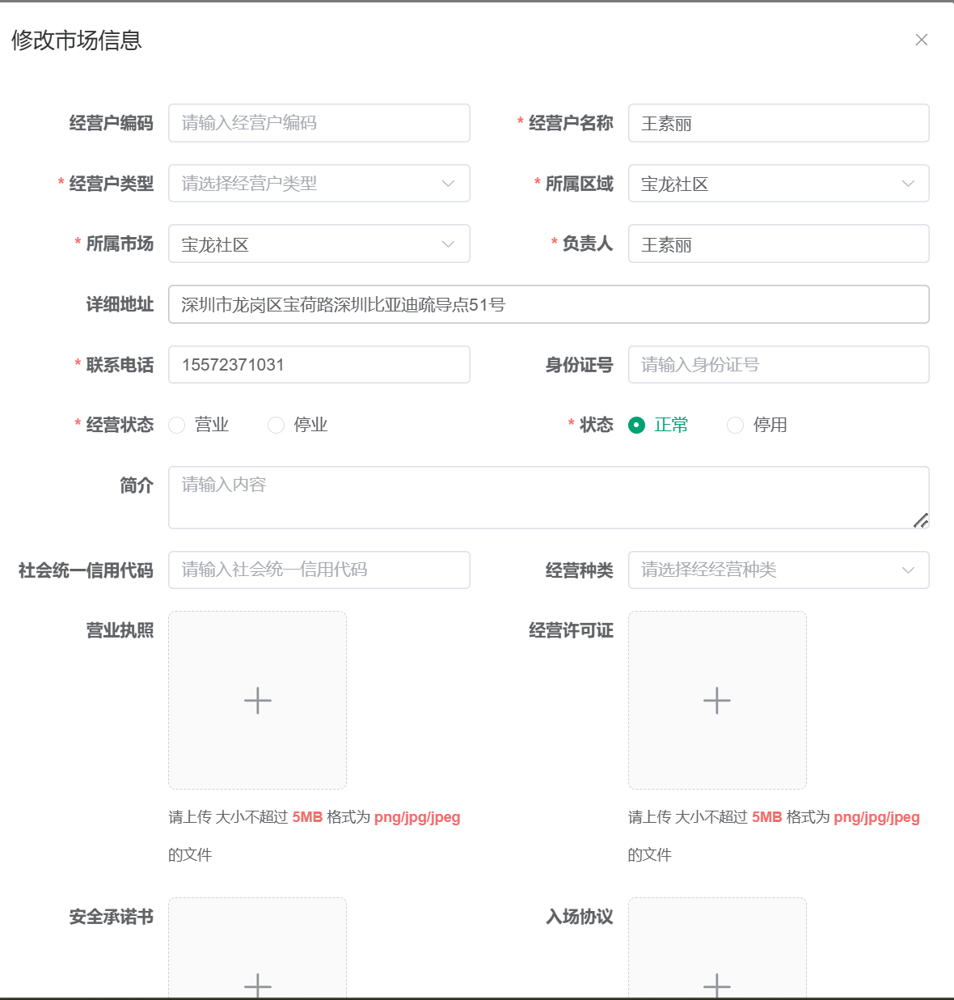 修改市场信息
经营户编码 请输入经营户编码 * 经营户名称 王素丽
* 经营户类型 请选择经营户类型 * 所属区域 宝龙社区
* 所属市场 宝龙社区 * 负责人 王素丽
详细地址 深圳市龙岗区宝荷路深圳比亚迪疏导点51号
* 联系电话 15572371031 身份证号 请输入身份证号
* 经营状态 营业 停业 * 状态 正常 停用
简介 请输入内容
社会统一信用代码 请输入社会统一信用代码 经营种类 请选择经经营种类
营业执照 经营许可证
请上传 大小不超过 5MB 格式为 png/jpg/jpeg 请上传 大小不超过 5MB 格式为 png/jpg/jpeg
的文件 的文件
安全承诺书 入场协议